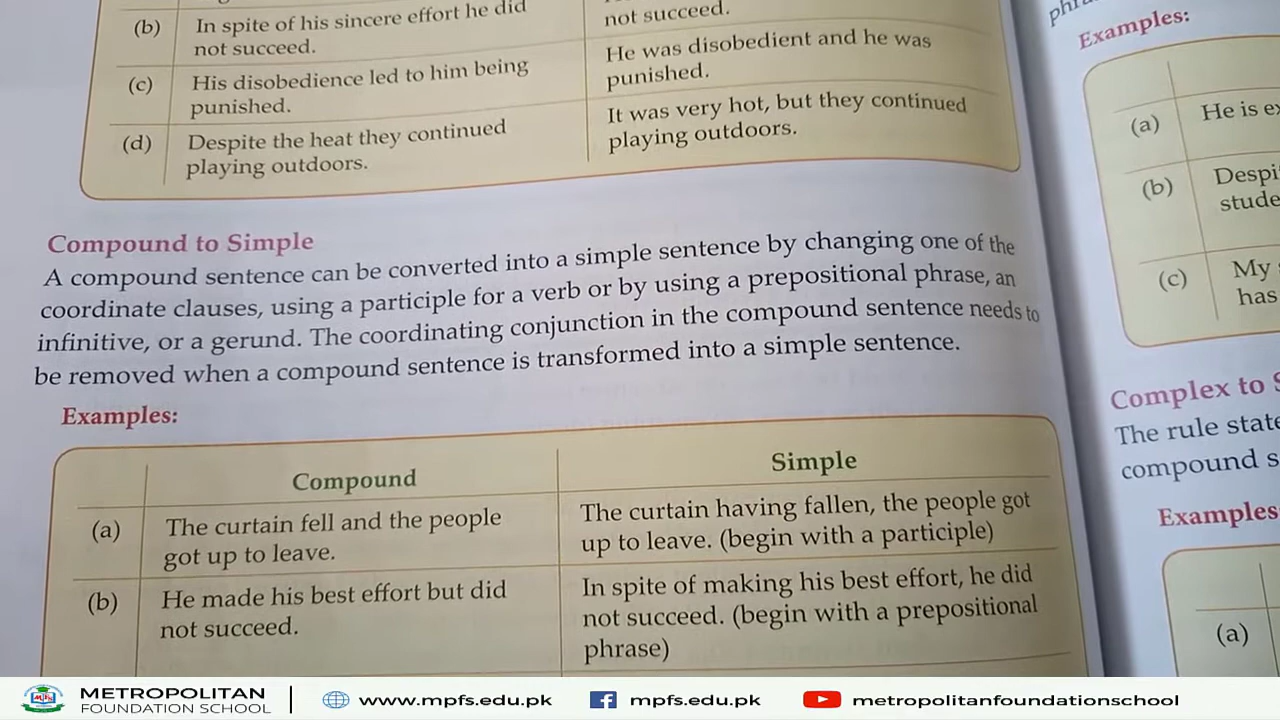 (b) In spite of his sincere effort he did
not succeed.
not succeed.
(c) His disobedience led to him being
punished.
He was disobedient and he was
punished.
(d) Despite the heat they continued
playing outdoors.
It was very hot, but they continued
playing outdoors.
Compound to Simple
A compound sentence can be converted into a simple sentence by changing one of the
coordinate clauses, using a participle for a verb or by using a prepositional phrase, an
infinitive, or a gerund. The coordinating conjunction in the compound sentence needs to
be removed when a compound sentence is transformed into a simple sentence.
Examples:
Compound
Simple
(a) The curtain fell and the people
got up to leave.
The curtain having fallen, the people got
up to leave. (begin with a participle)
(b) He made his best effort but did
not succeed.
In spite of making his best effort, he did
not succeed. (begin with a prepositional
phrase)
Examples:
(a) He is
(b)
(c) My
has
Complex to
The rule
compound
Examples
(a)
METROPOLITAN
FOUNDATION SCHOOL
www.mpfs.edu.pk
mpfs.edu.pk
metropolitanfoundationschool